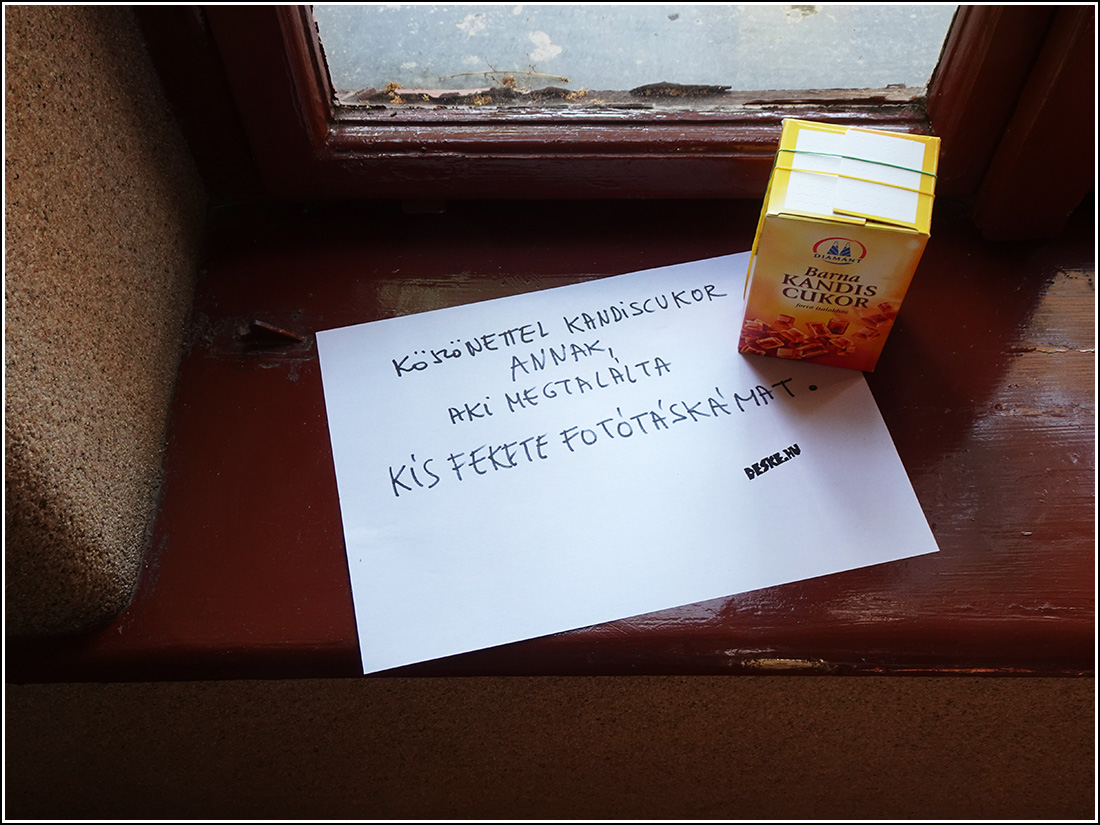 KÖSZÖNETTEL KANDISCUKOR
ANNAK,
AKI MEGTALÁLTA
KIS FEKETE FOTÓTÁSKÁMAT.
DESKE.HU
DIAMANT
Barna
KANDIS
CUKOR